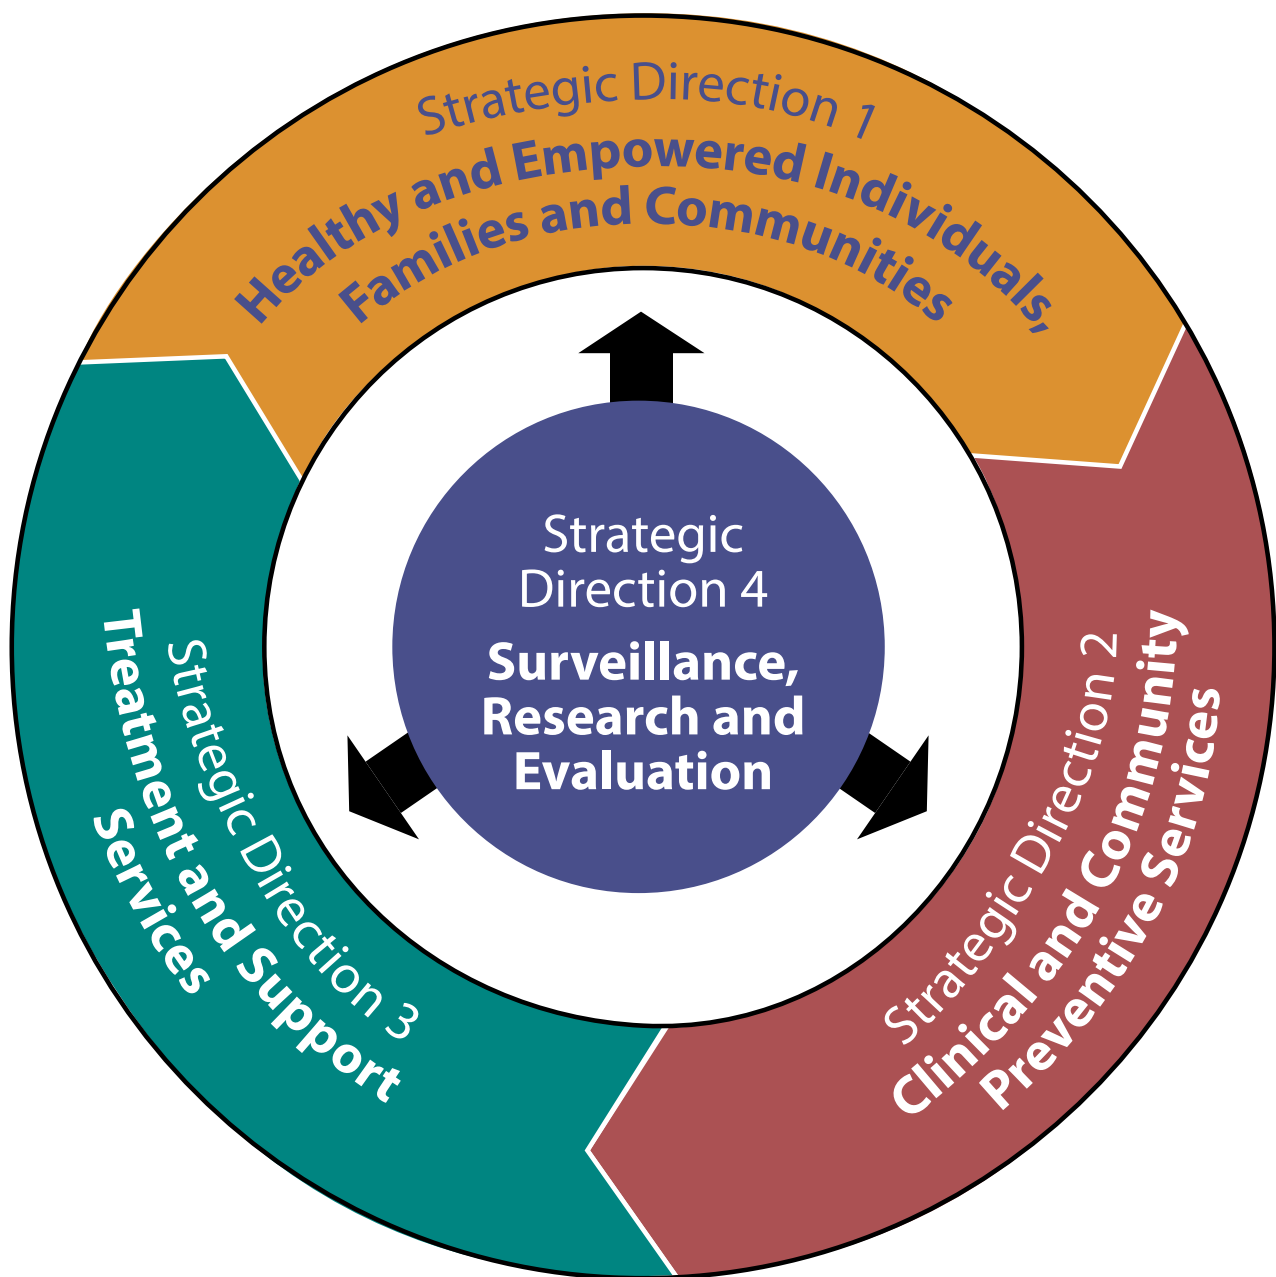 Strategic Direction 1
Healthy and Empowered Individuals,
Families and Communities
Strategic Direction 2
Clinical and Community
Preventive Services
Strategic Direction 3
Treatment and Support
Services
Strategic
Direction 4
Surveillance,
Research and
Evaluation